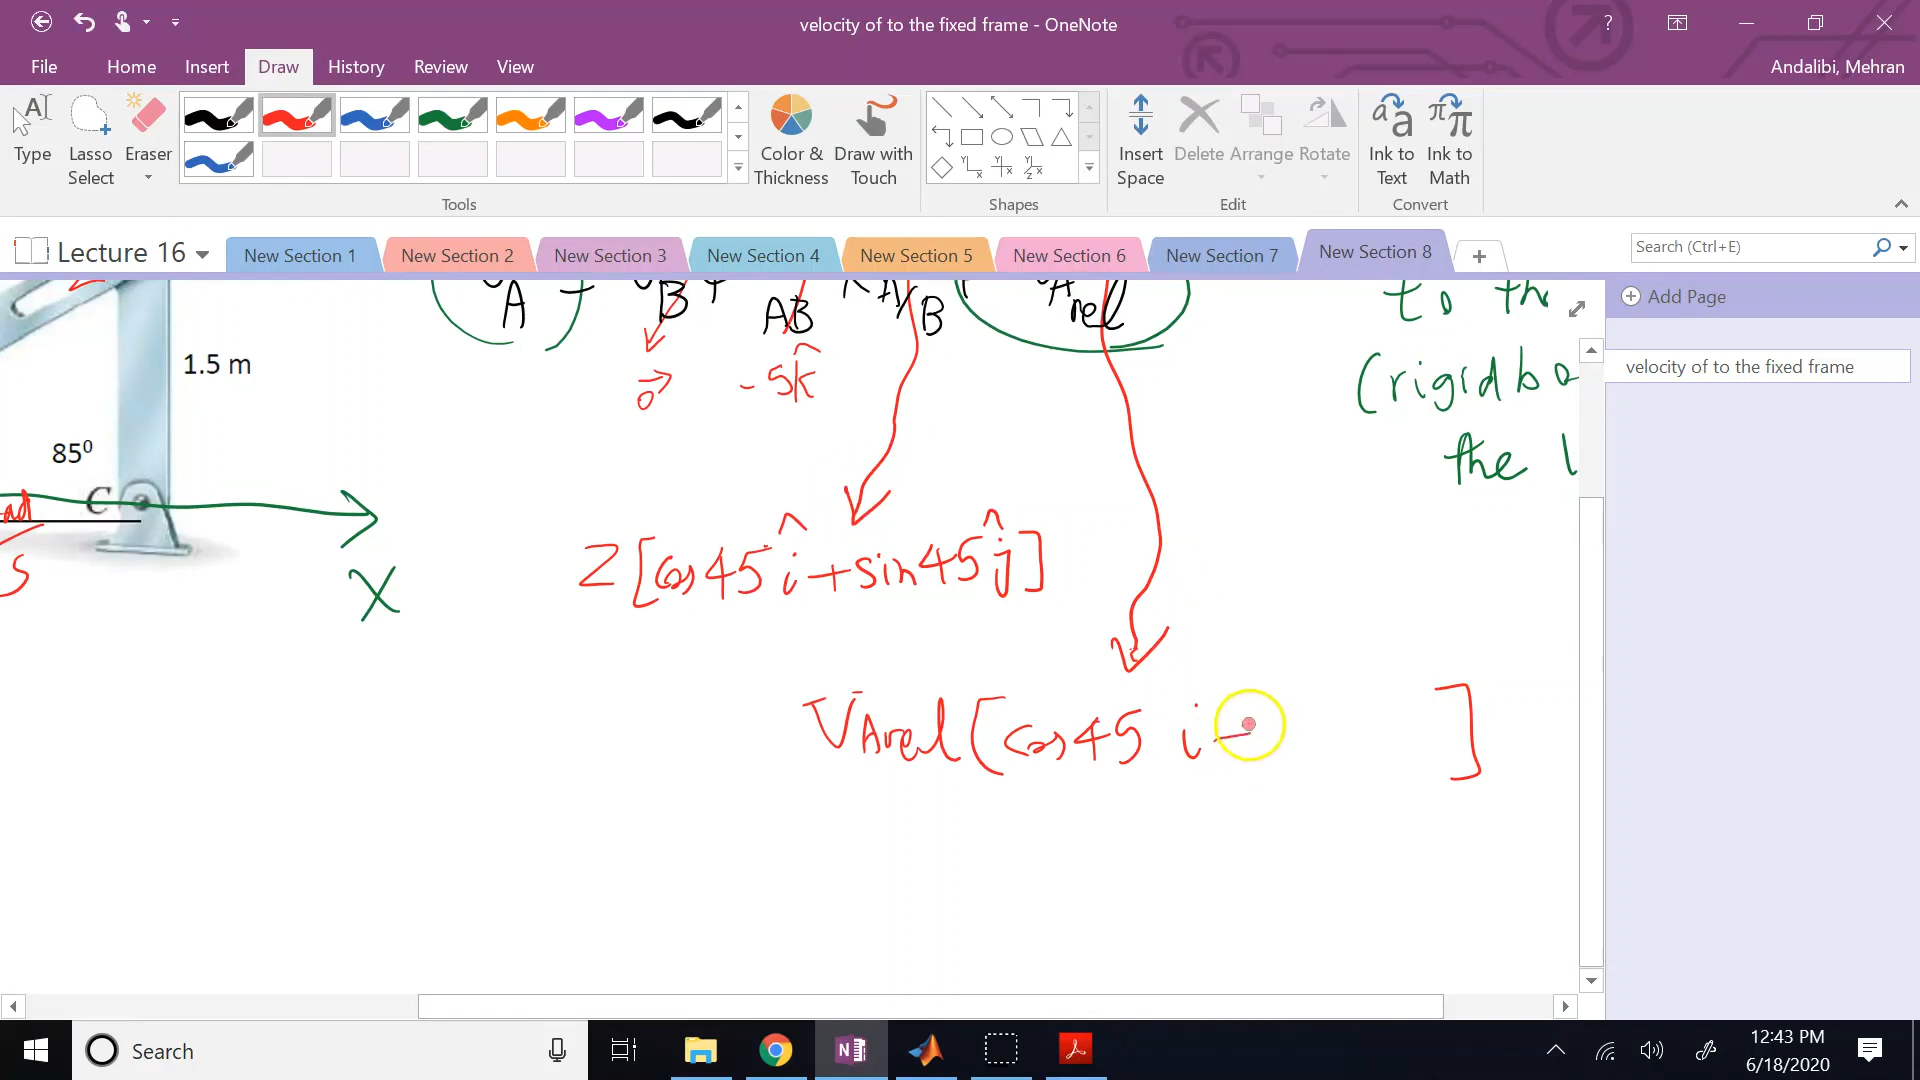 velocity of to the fixed frame - OneNote
?
File Home Insert Draw History Review View
Andalibi, Mehran
Type Lasso Select Eraser
Color & Thickness Draw with Touch
Insert Space Delete Arrange Rotate
Ink to Text Ink to Math
Tools Shapes Edit Convert
Lecture 16 New Section 1 New Section 2 New Section 3 New Section 4 New Section 5 New Section 6 New Section 7 New Section 8
Search (Ctrl+E)
Add Page
velocity of to the fixed frame
A B + AB A/B A rel
to the
1.5 m
0 - 5k̂
(rigid bo
85⁰
the
C
ad
s
X
2[cos45 î + sin45 ĵ]
VArel[cos45 i - ]
Search
12:43 PM
6/18/2020